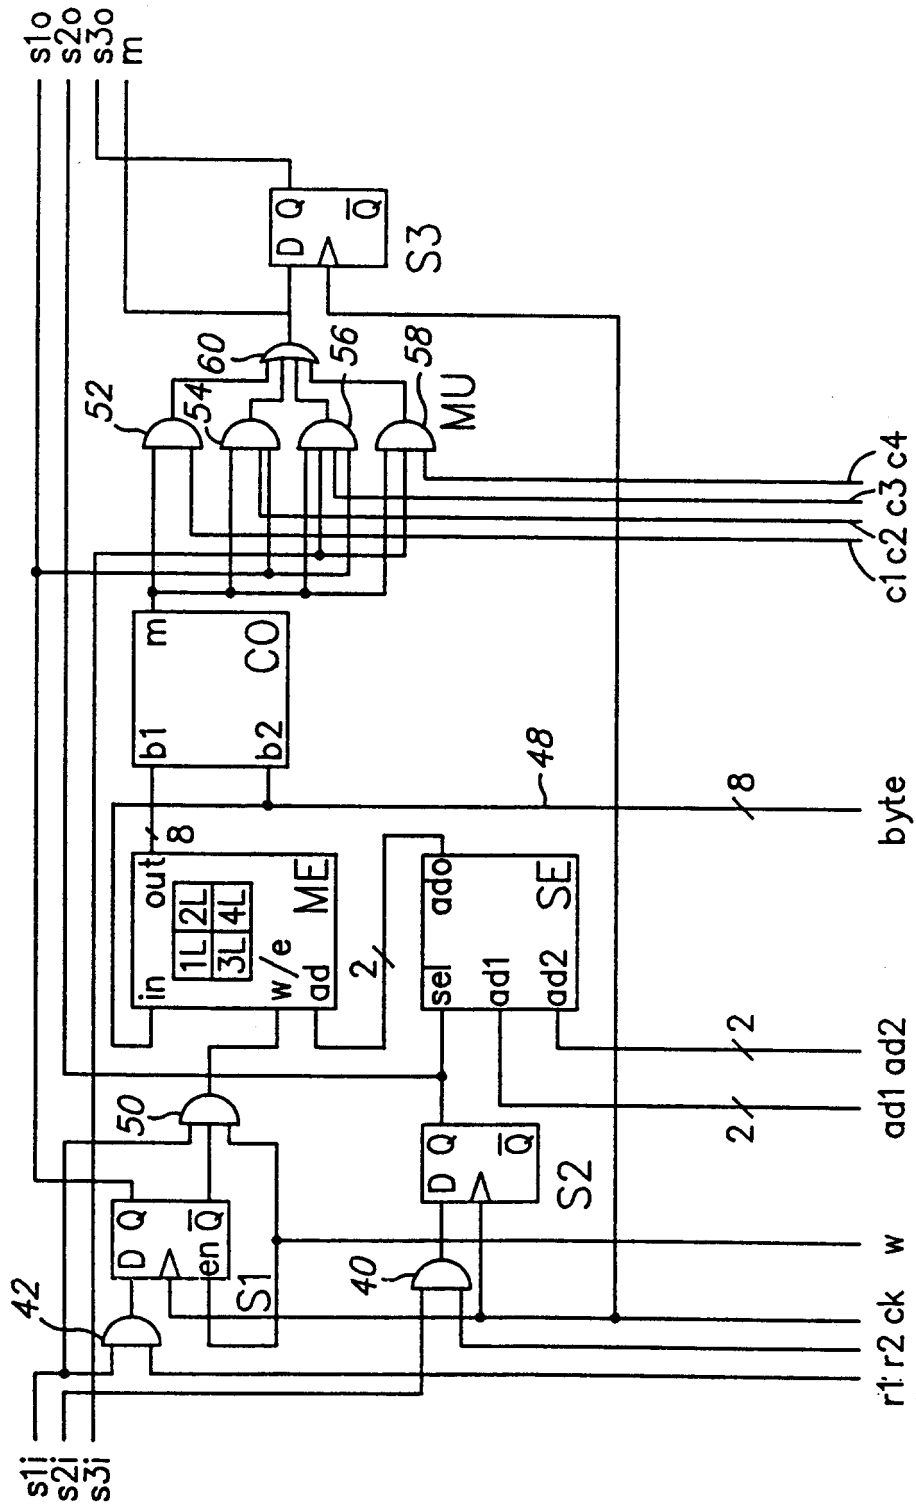 s1o
s2o
s3o
m
D Q
Q
S3
52
54
60
56
58
MU
c1 c2 c3 c4
m
CO
b1
b2
48
8
8
byte
in out
1L 2L
3L 4L
w/e
ad ME
2
sel ado
ad1
ad2 SE
2
2
ad1 ad2
50
D Q
en Q
S1
42
40
D Q
Q
S2
w
ck
r2
r1
s1i
s2i
s3i